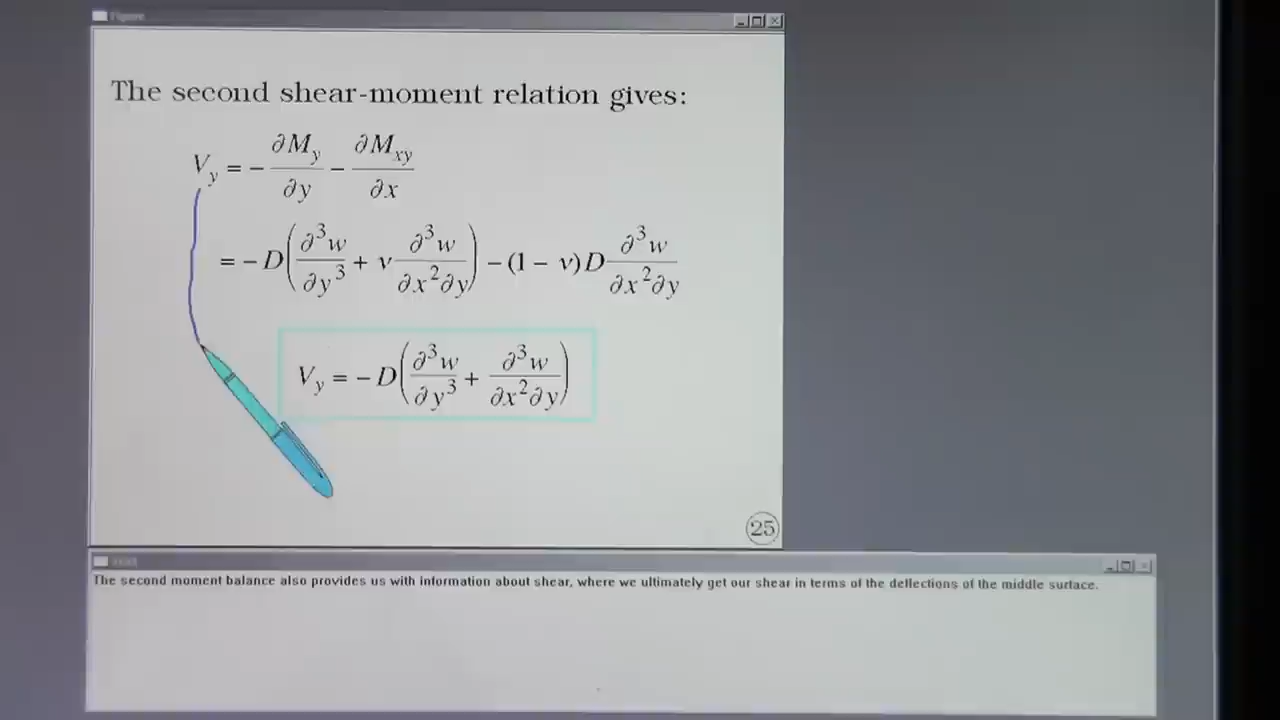 Figure
The second shear-moment relation gives:
V_y = - ∂M_y/∂y - ∂M_xy/∂x
= - D(∂³w/∂y³ + ν ∂³w/∂x²∂y) - (1 - ν) D ∂³w/∂x²∂y
V_y = - D(∂³w/∂y³ + ∂³w/∂x²∂y)
25
The second moment balance also provides us with information about shear, where we ultimately get our shear in terms of the deflections of the middle surface.